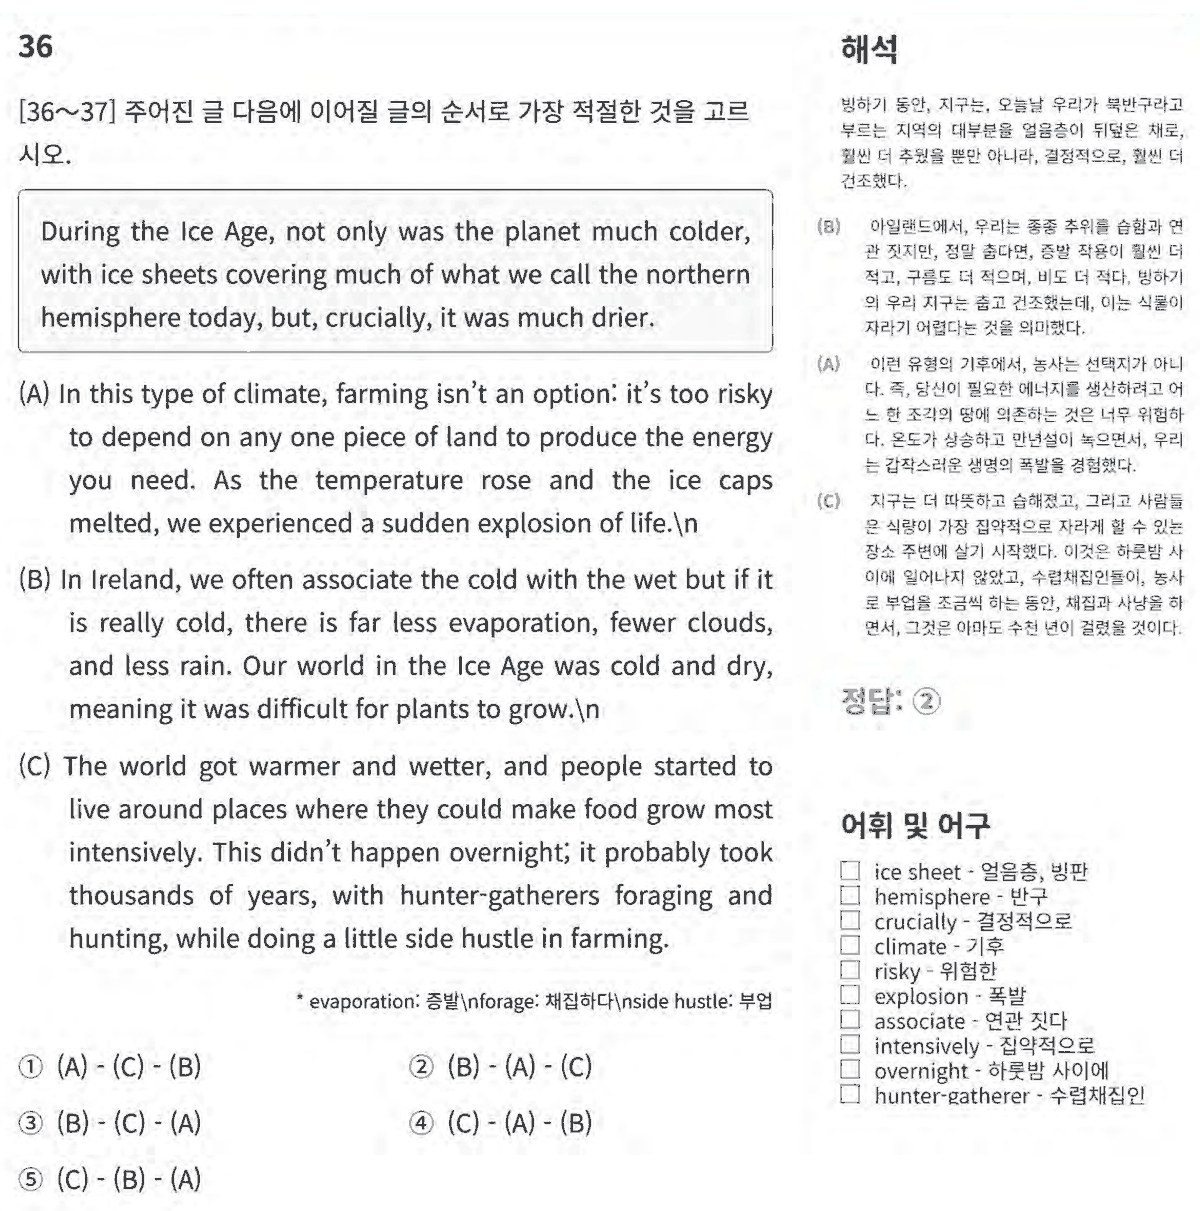 36
[36～37] 주어진 글 다음에 이어질 글의 순서로 가장 적절한 것을 고르
시오.
During the Ice Age, not only was the planet much colder,
with ice sheets covering much of what we call the northern
hemisphere today, but, crucially, it was much drier.
(A) In this type of climate, farming isn't an option: it's too risky
to depend on any one piece of land to produce the energy
you need. As the temperature rose and the ice caps
melted, we experienced a sudden explosion of life.\n
(B) In Ireland, we often associate the cold with the wet but if it
is really cold, there is far less evaporation, fewer clouds,
and less rain. Our world in the Ice Age was cold and dry,
meaning it was difficult for plants to grow.\n
(C) The world got warmer and wetter, and people started to
live around places where they could make food grow most
intensively. This didn't happen overnight; it probably took
thousands of years, with hunter-gatherers foraging and
hunting, while doing a little side hustle in farming.
* evaporation: 증발\nforage: 채집하다\nside hustle: 부업
① (A) - (C) - (B)
② (B) - (A) - (C)
③ (B) - (C) - (A)
④ (C) - (A) - (B)
⑤ (C) - (B) - (A)
해석
빙하기 동안, 지구는, 오늘날 우리가 북반구라고
부르는 지역의 대부분을 얼음층이 뒤덮은 채로,
훨씬 더 추웠을 뿐만 아니라, 결정적으로, 훨씬 더
건조했다.
(B) 아일랜드에서, 우리는 종종 추위를 습함과 연
관 짓지만, 정말 춥다면, 증발 작용이 훨씬 더
적고, 구름도 더 적으며, 비도 더 적다. 빙하기
의 우리 지구는 춥고 건조했는데, 이는 식물이
자라기 어렵다는 것을 의미했다.
(A) 이런 유형의 기후에서, 농사는 선택지가 아니
다. 즉, 당신이 필요한 에너지를 생산하려고 어
느 한 조각의 땅에 의존하는 것은 너무 위험하
다. 온도가 상승하고 만년설이 녹으면서, 우리
는 갑작스러운 생명의 폭발을 경험했다.
(C) 지구는 더 따뜻하고 습해졌고, 그리고 사람들
은 식량이 가장 집약적으로 자라게 할 수 있는
장소 주변에 살기 시작했다. 이것은 하룻밤 사
이에 일어나지 않았고, 수렵채집인들이, 농사
로 부업을 조금씩 하는 동안, 채집과 사냥을 하
면서, 그것은 아마도 수천 년이 걸렸을 것이다.
정답: ②
어휘 및 어구
ice sheet - 얼음층, 빙판
hemisphere - 반구
crucially - 결정적으로
climate - 기후
risky - 위험한
explosion - 폭발
associate - 연관 짓다
intensively - 집약적으로
overnight - 하룻밤 사이에
hunter-gatherer - 수렵채집인